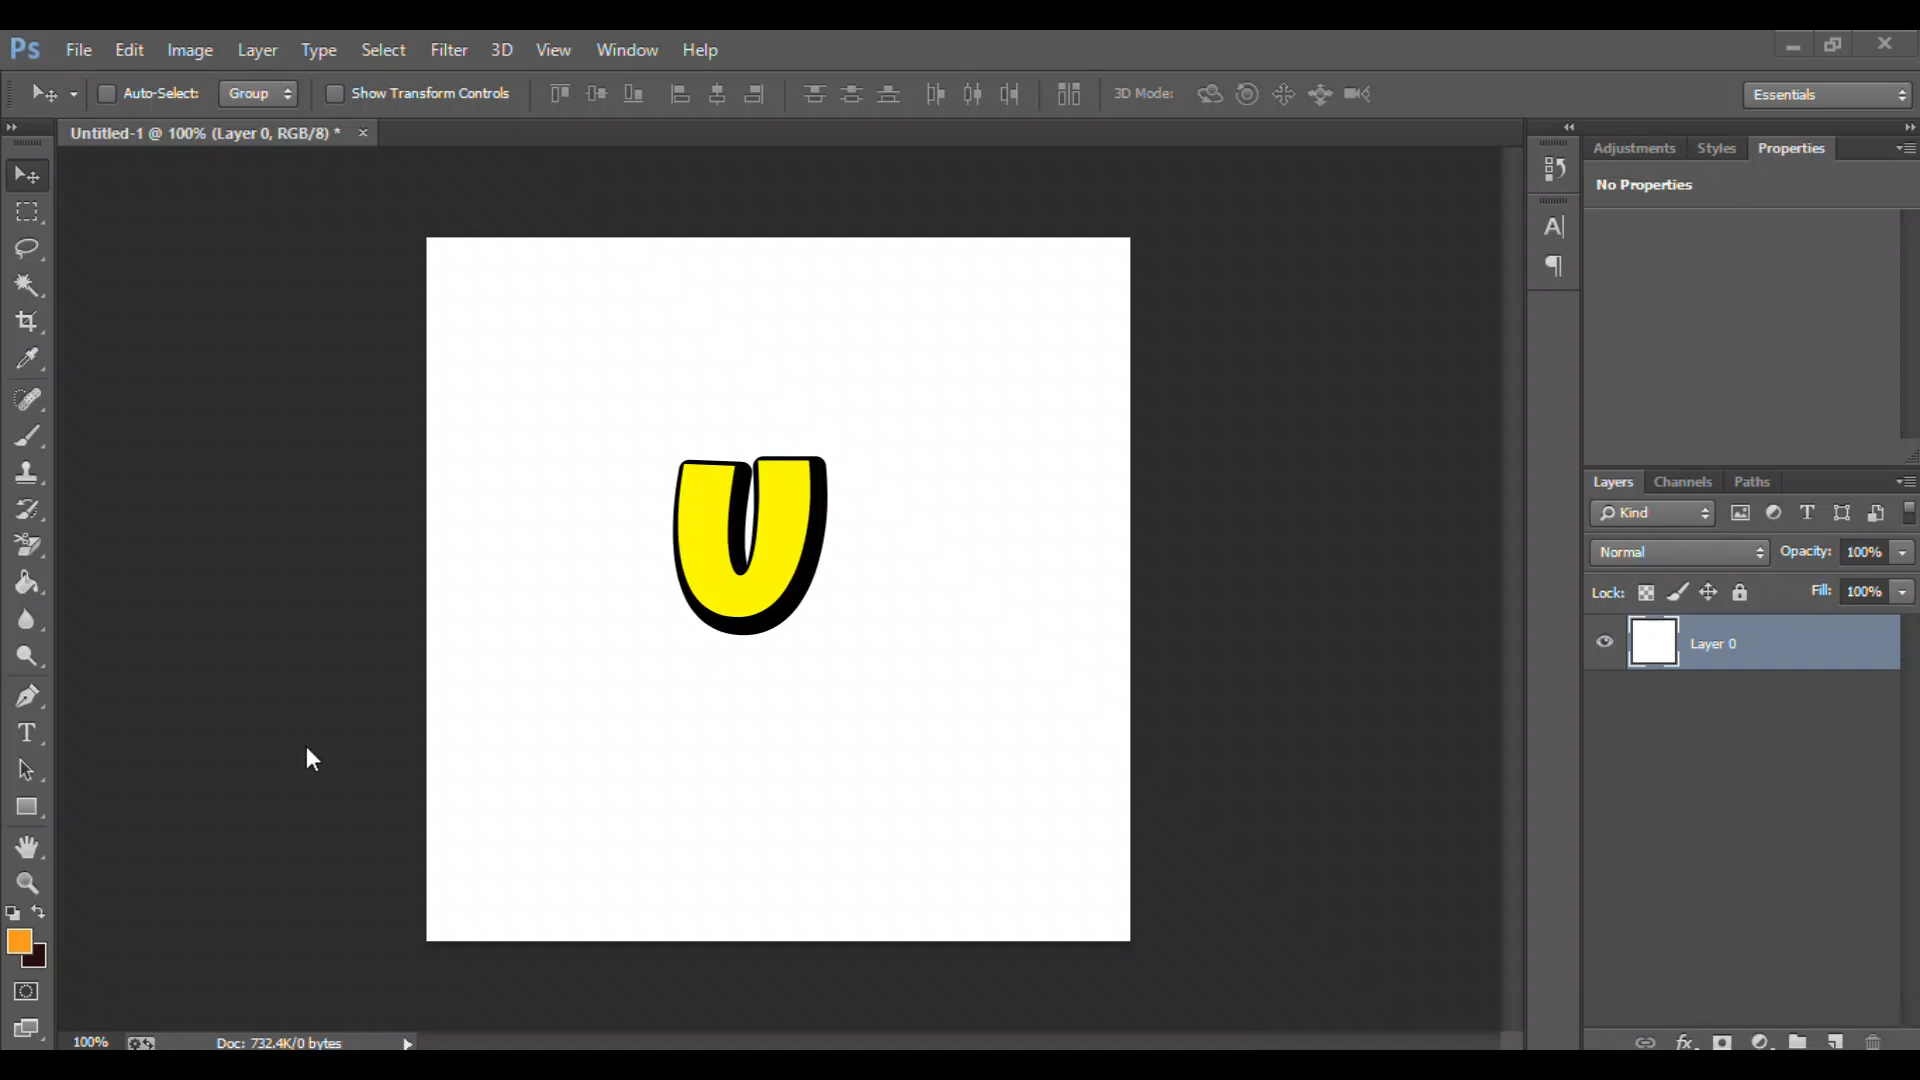 Ps File Edit Image Layer Type Select Filter 3D View Window Help
Auto-Select: Group Show Transform Controls 3D Mode: Essentials
Untitled-1 @ 100% (Layer 0, RGB/8) * ×
Adjustments Styles Properties
No Properties
U
Layers Channels Paths
Kind
Normal Opacity: 100%
Lock: Fill: 100%
Layer 0
100% Doc: 732.4K/0 bytes